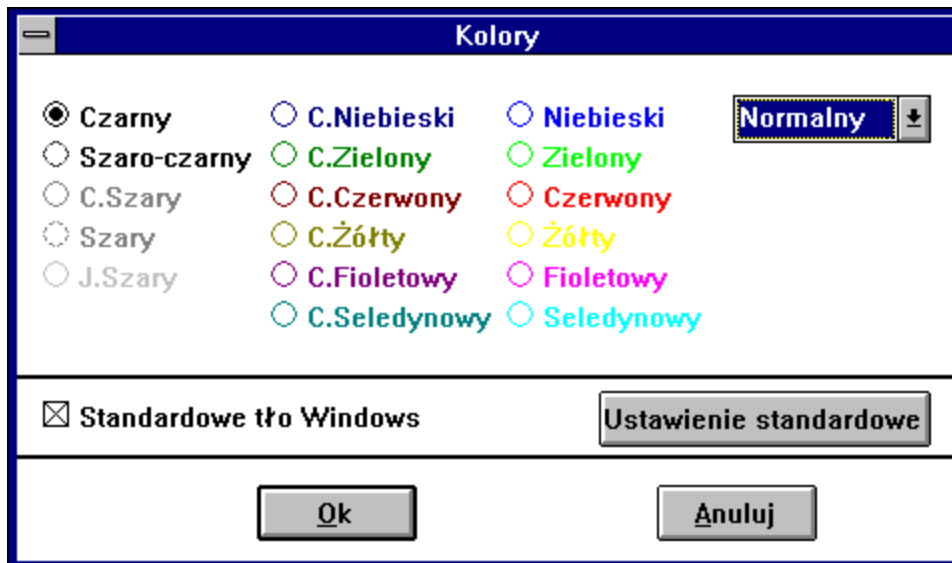 Kolory
Czarny C.Niebieski Niebieski Normalny
Szaro-czarny C.Zielony Zielony
C.Szary C.Czerwony Czerwony
Szary C.Żółty Żółty
J.Szary C.Fioletowy Fioletowy
C.Seledynowy Seledynowy
Standardowe tło Windows Ustawienie standardowe
Ok Anuluj